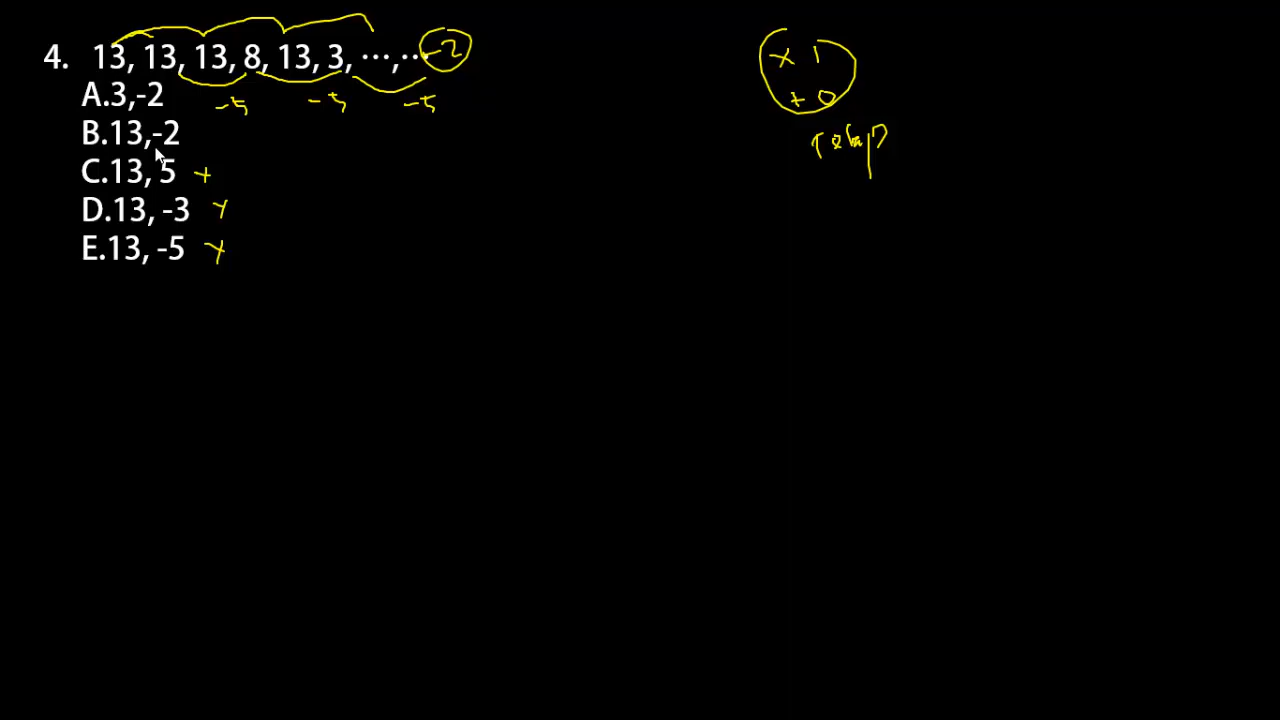 4. 13, 13, 13, 8, 13, 3, ⋯,⋯ -2
-5 -5 -5
A.3,-2
B.13,-2
C.13, 5 x
D.13, -3 x
E.13, -5 x
x 1
+ 0